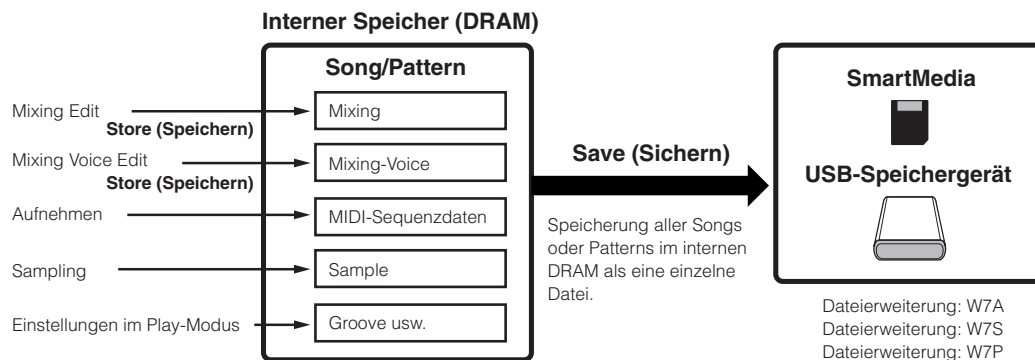 Interner Speicher (DRAM)
Song/Pattern
Mixing Edit
Store (Speichern)
Mixing
Mixing Voice Edit
Store (Speichern)
Mixing-Voice
Aufnehmen
MIDI-Sequenzdaten
Sampling
Sample
Einstellungen im Play-Modus
Groove usw.
Save (Sichern)
Speicherung aller Songs
oder Patterns im internen
DRAM als eine einzelne
Datei.
SmartMedia
USB-Speichergerät
Dateierweiterung: W7A
Dateierweiterung: W7S
Dateierweiterung: W7P